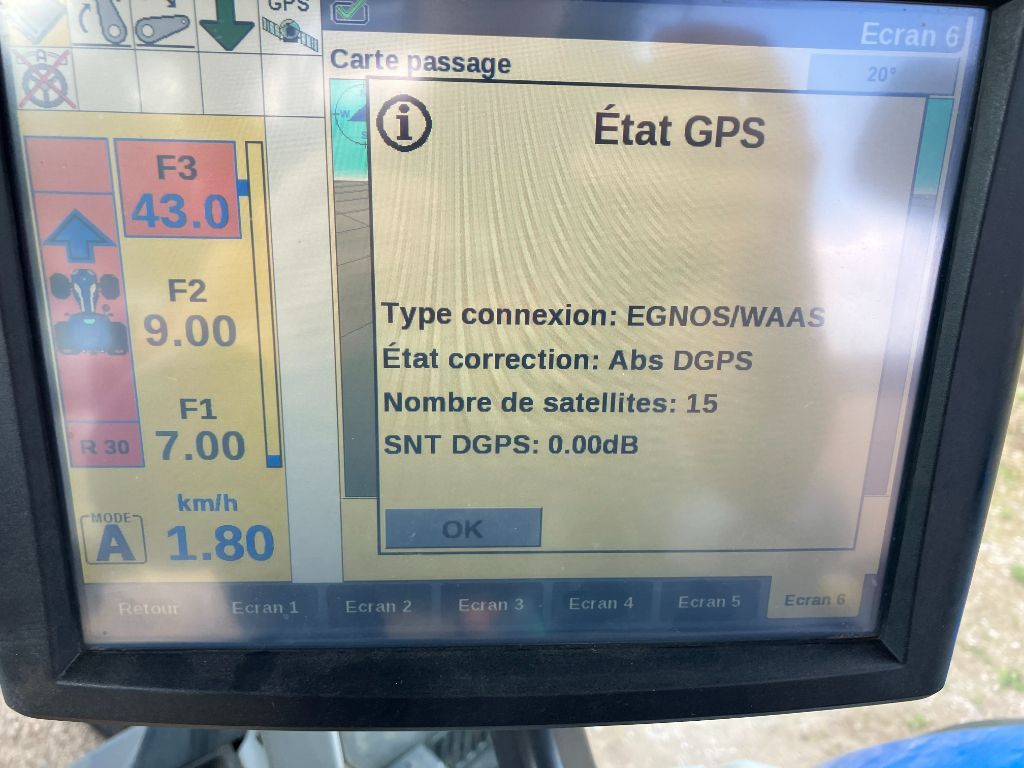 GPS
Ecran 6
Carte passage
20°
W
S
i
État GPS
F3
43.0
F2
9.00
F1
7.00
R 30
km/h
MODE
A
1.80
Type connexion: EGNOS/WAAS
État correction: Abs DGPS
Nombre de satellites: 15
SNT DGPS: 0.00dB
OK
Retour Ecran 1 Ecran 2 Ecran 3 Ecran 4 Ecran 5 Ecran 6